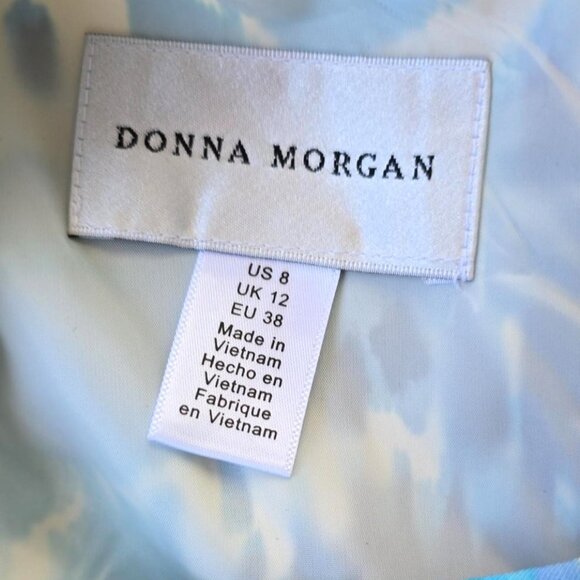 DONNA MORGAN
US 8
UK 12
EU 38
Made in
Vietnam
Hecho en
Vietnam
Fabrique
en Vietnam